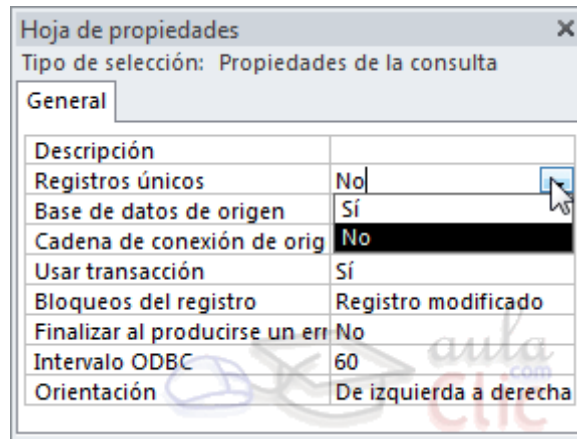 Hoja de propiedades
Tipo de selección: Propiedades de la consulta
General
Descripción
Registros únicos No
Base de datos de origen Sí
Cadena de conexión de orig No
Usar transacción Sí
Bloqueos del registro Registro modificado
Finalizar al producirse un err No
Intervalo ODBC 60
Orientación De izquierda a derecha
aula
.com
Clic